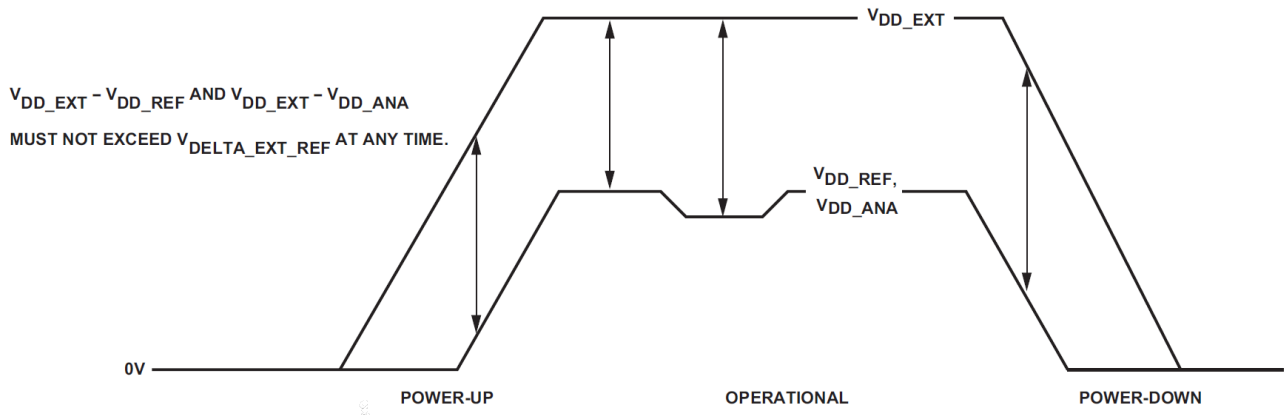 VDD_EXT
VDD_EXT – VDD_REF AND VDD_EXT – VDD_ANA
MUST NOT EXCEED VDELTA_EXT_REF AT ANY TIME.
VDD_REF,
VDD_ANA
0V
POWER-UP OPERATIONAL POWER-DOWN